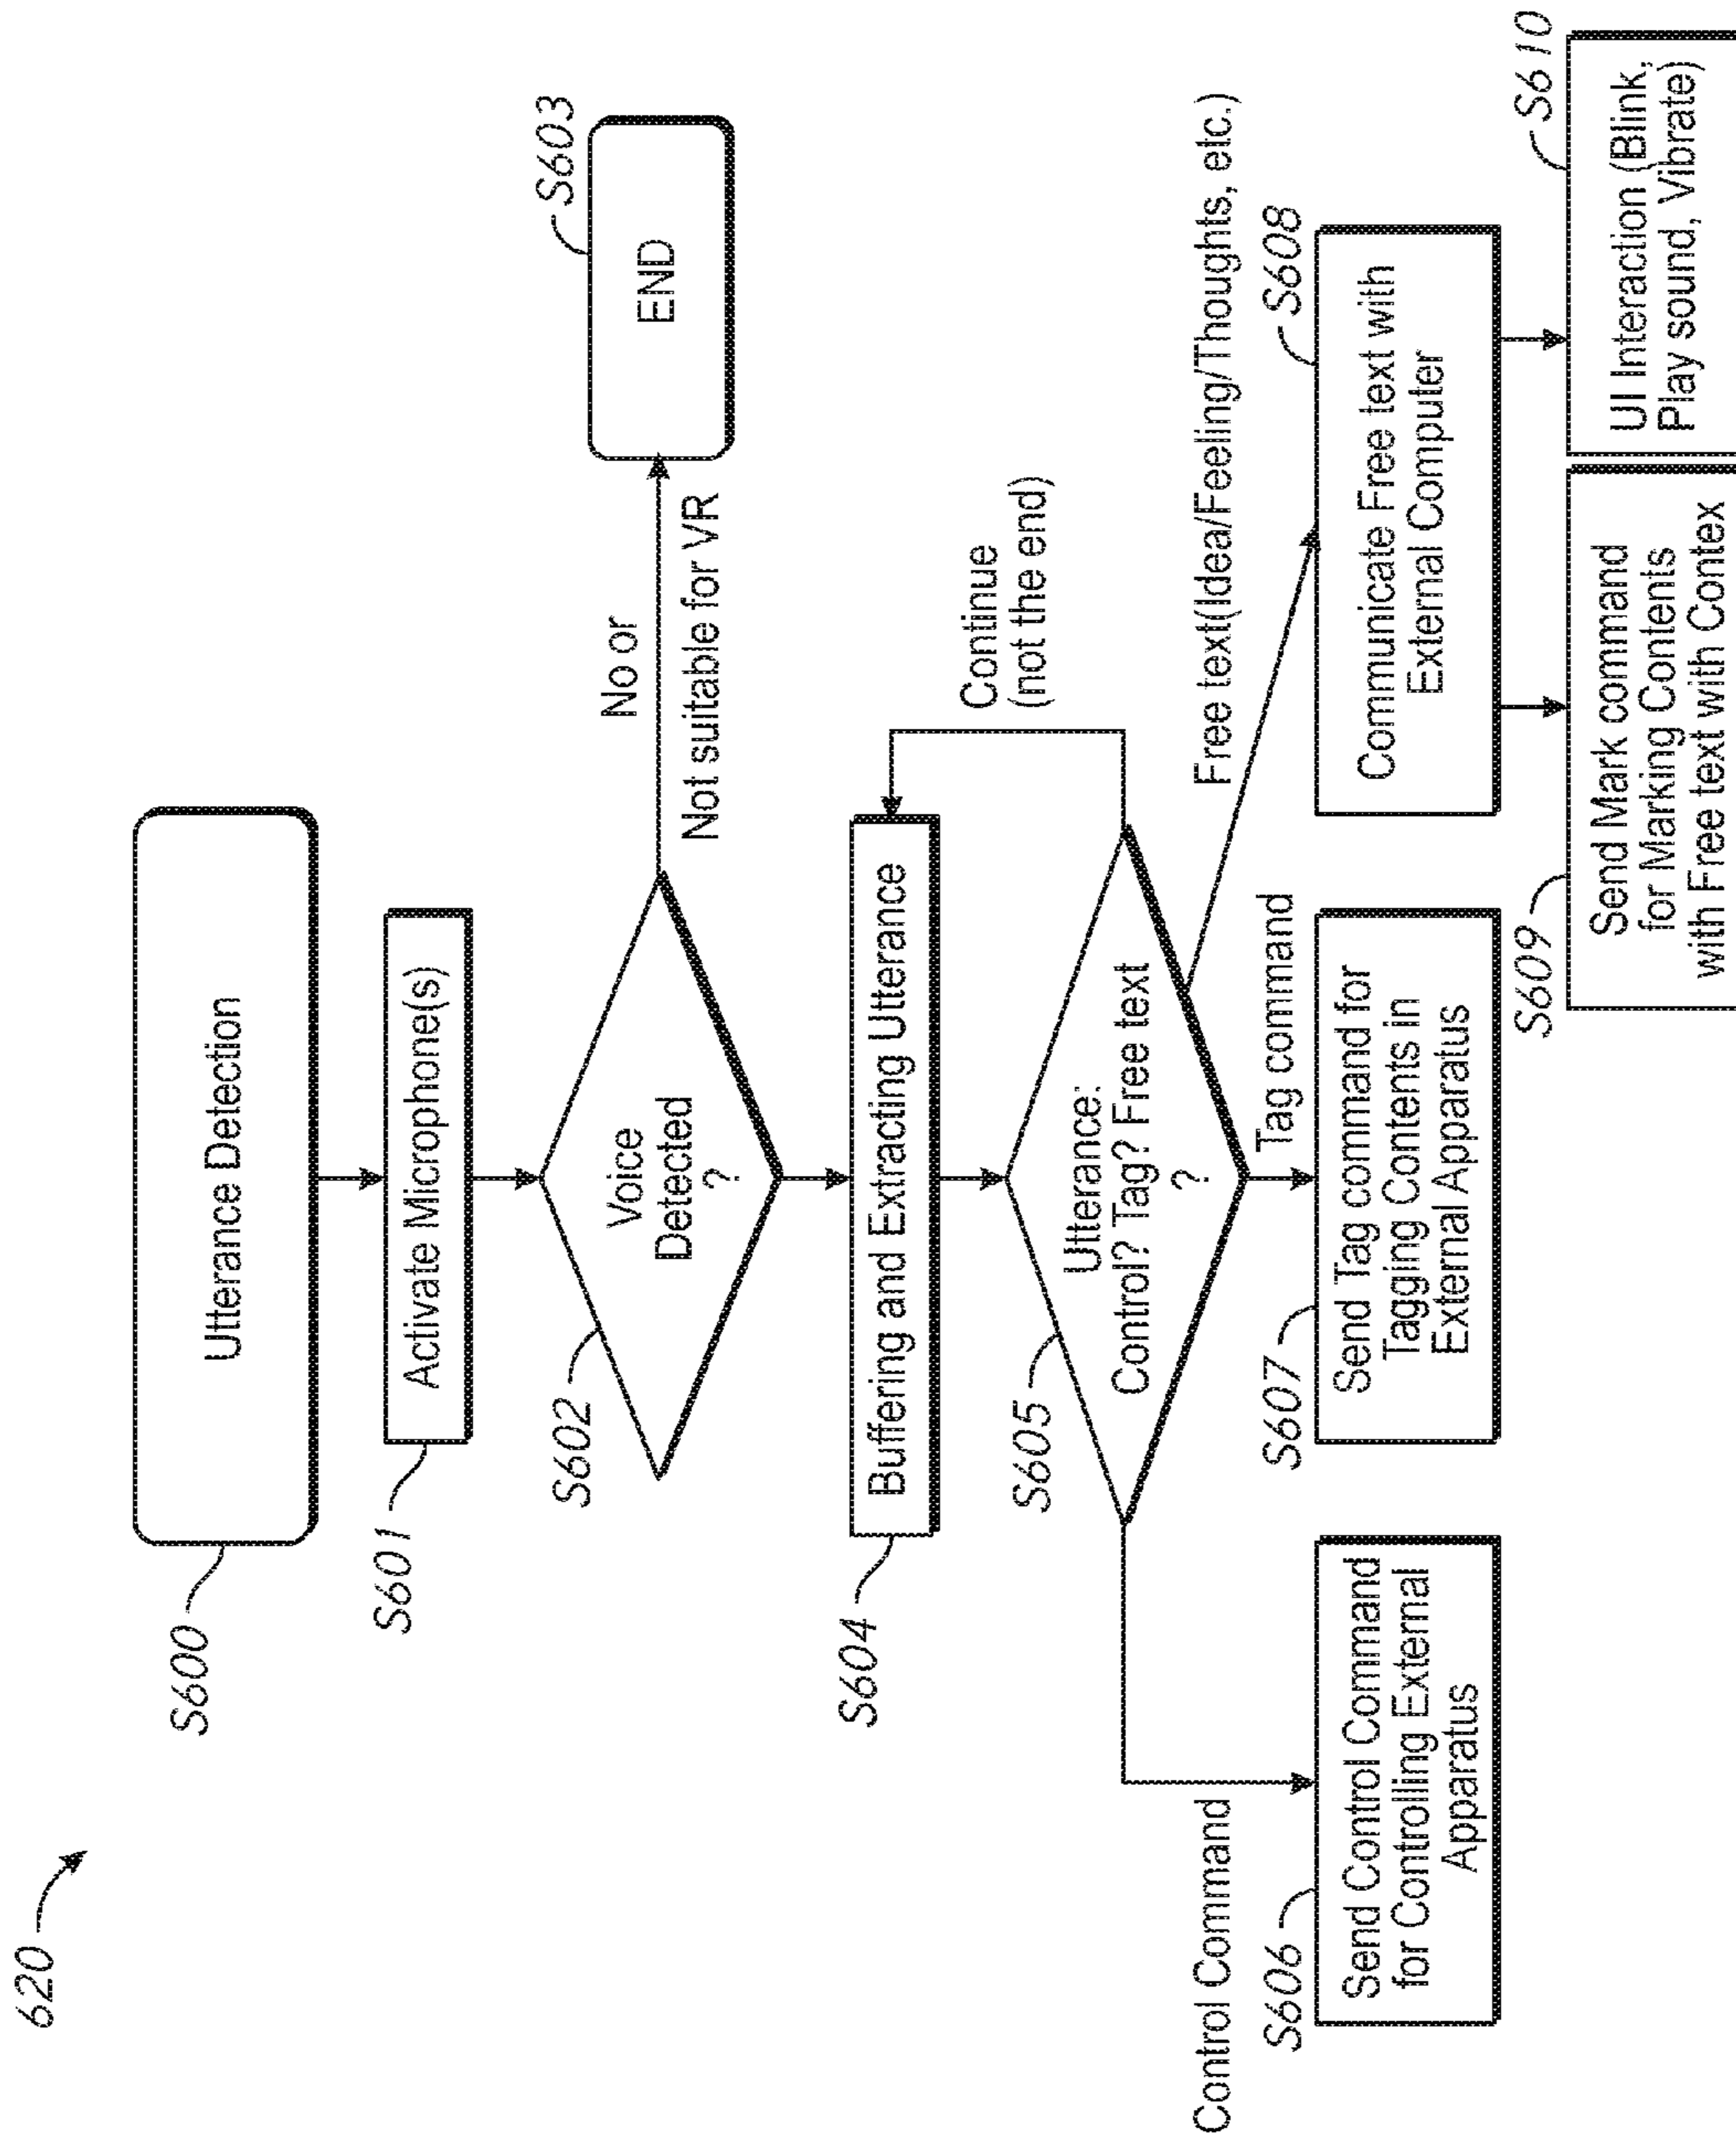 620
Utterance Detection
S600
Activate Microphone(s)
S601
Voice
Detected
?
S602
No or
Not suitable for VR
END
S603
Buffering and Extracting Utterance
S604
Continue
(not the end)
Utterance:
Control? Tag? Free text
?
S605
Control Command
Tag command
Free text(Idea/Feeling/Thoughts, etc.)
S606
Send Control Command
for Controlling External
Apparatus
S607
Send Tag command for
Tagging Contents in
External Apparatus
S608
Communicate Free text with
External Computer
S609
Send Mark command
for Marking Contents
with Free text with Contex
S610
UI Interaction (Blink,
Play sound, Vibrate)